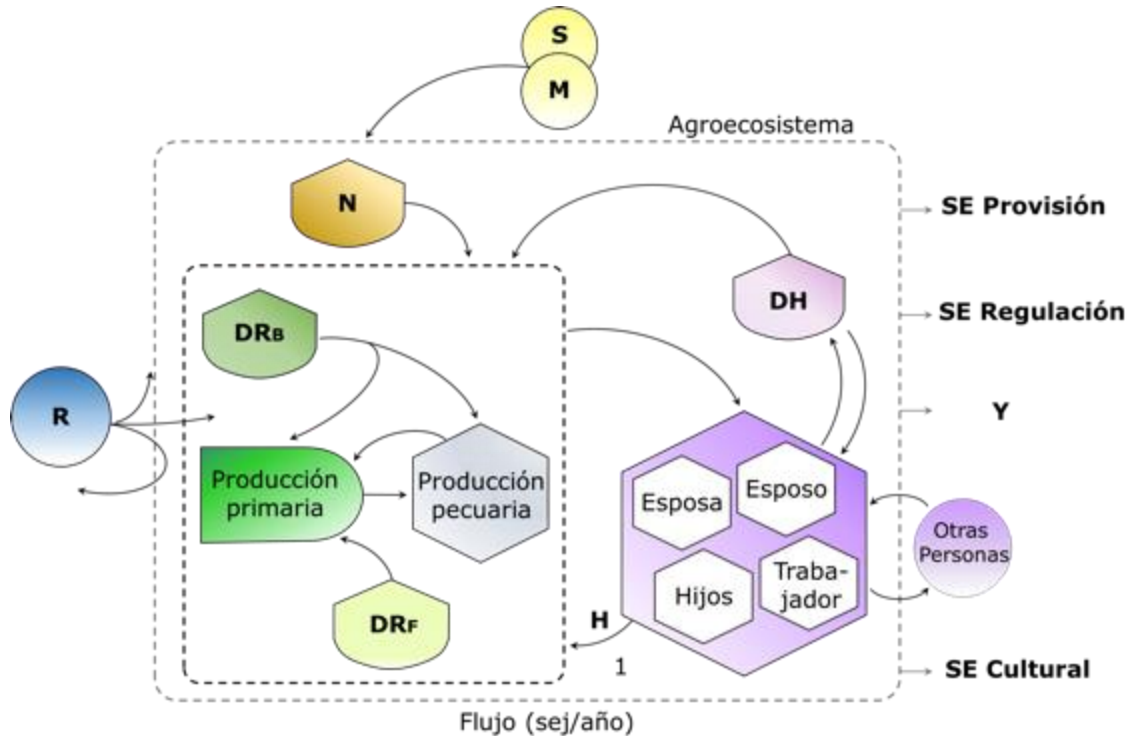 S
M
Agroecosistema
N
SE Provisión
DH
SE Regulación
DRB
R
Y
Producción
primaria
Producción
pecuaria
Esposa
Esposo
Otras
Personas
Hijos
Traba-
jador
DRF
H
1
SE Cultural
Flujo (sej/año)